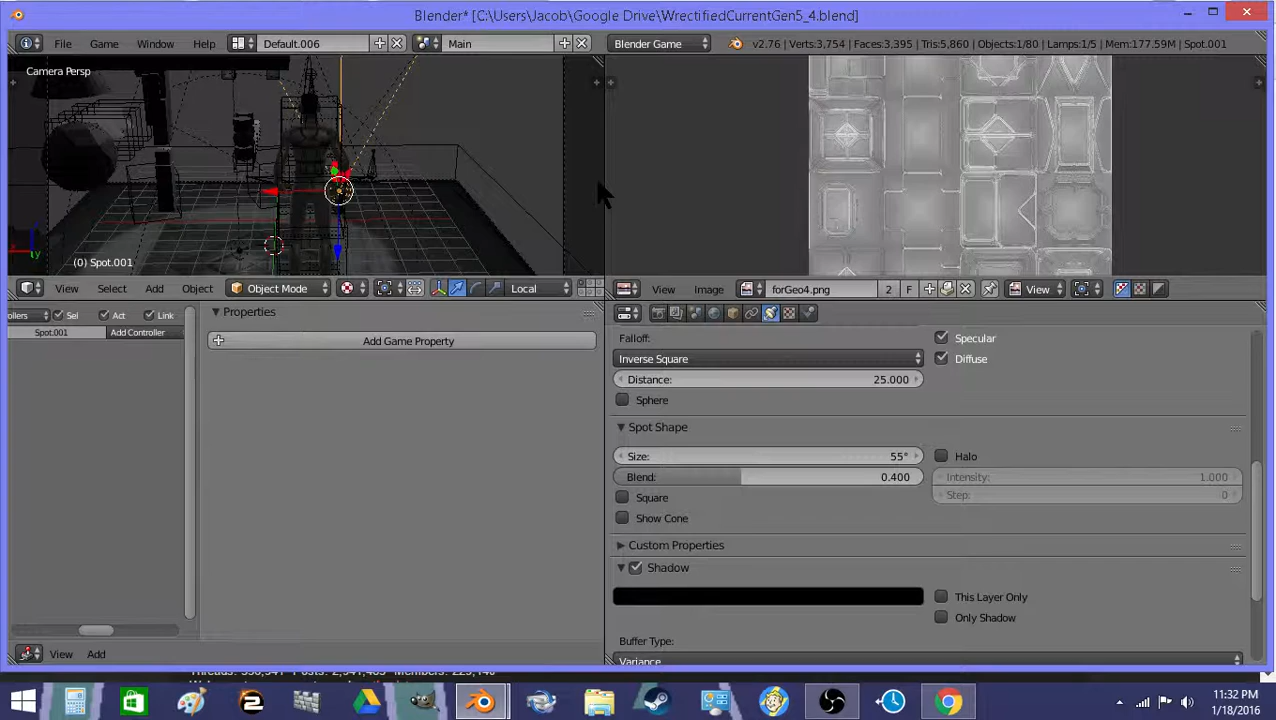 Blender* [C:\Users\Jacob\Google Drive\WrectifiedCurrentGen5_4.blend]
File Game Window Help Default.006 Main Blender Game v2.76 | Verts:3,754 | Faces:3,395 | Tris:5,860 | Objects:1/80 | Lamps:1/5 | Mem:177.59M | Spot.001
Camera Persp
(0) Spot.001
View Select Add Object Object Mode Local
View Image forGeo4.png 2 F View
ollers Sel Act Link
Spot.001 Add Controller
Properties
Add Game Property
View Add
Falloff:
Specular
Inverse Square
Diffuse
Distance: 25.000
Sphere
Spot Shape
Size: 55°
Halo
Blend: 0.400
Intensity: 1.000
Square
Step: 0
Show Cone
Custom Properties
Shadow
This Layer Only
Only Shadow
Buffer Type:
Variance
11:32 PM
1/18/2016